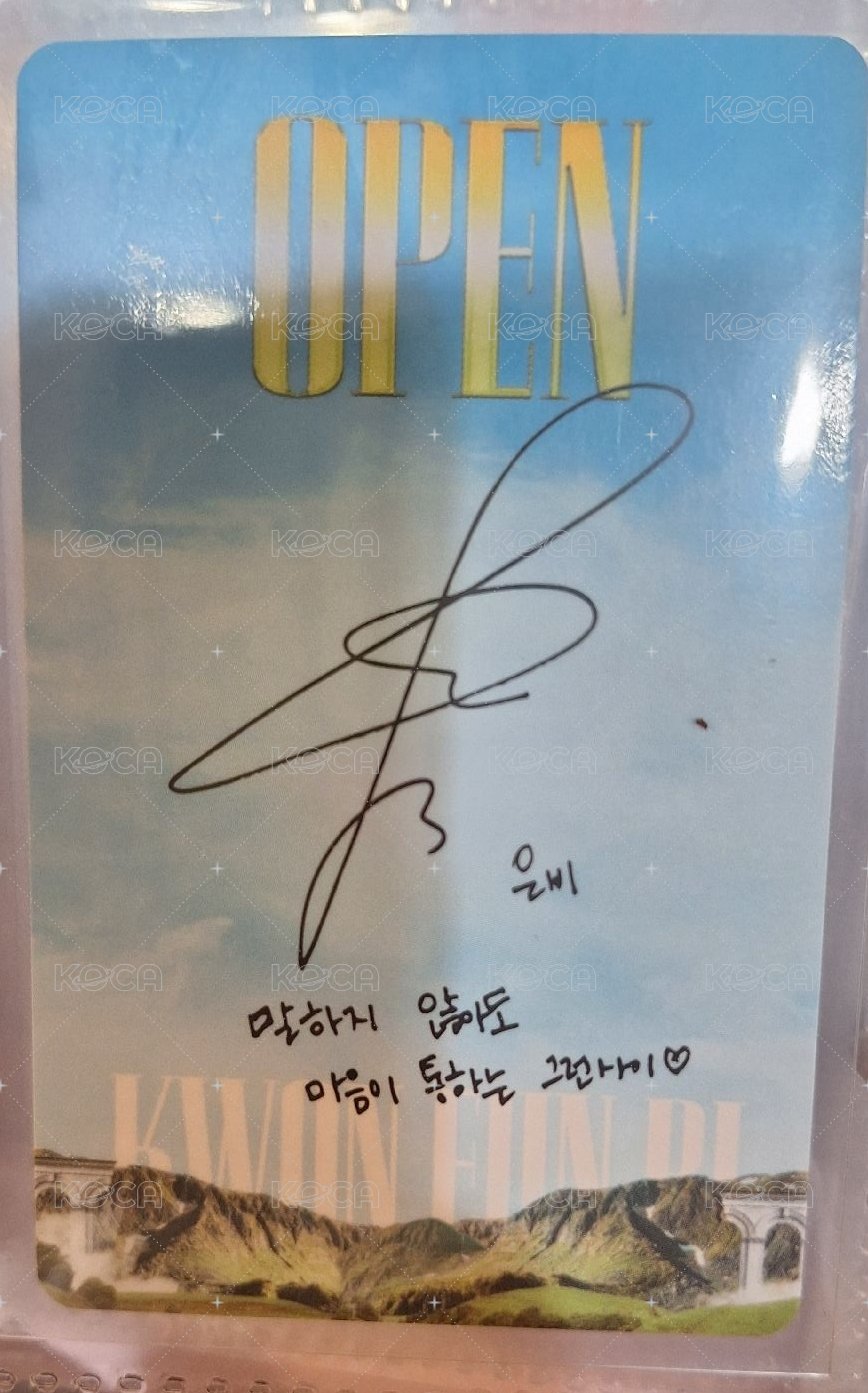 OPEN
은비
말하지 않아도
마음이 통하는 그런사이♡
KWON EUN BI
KOCA